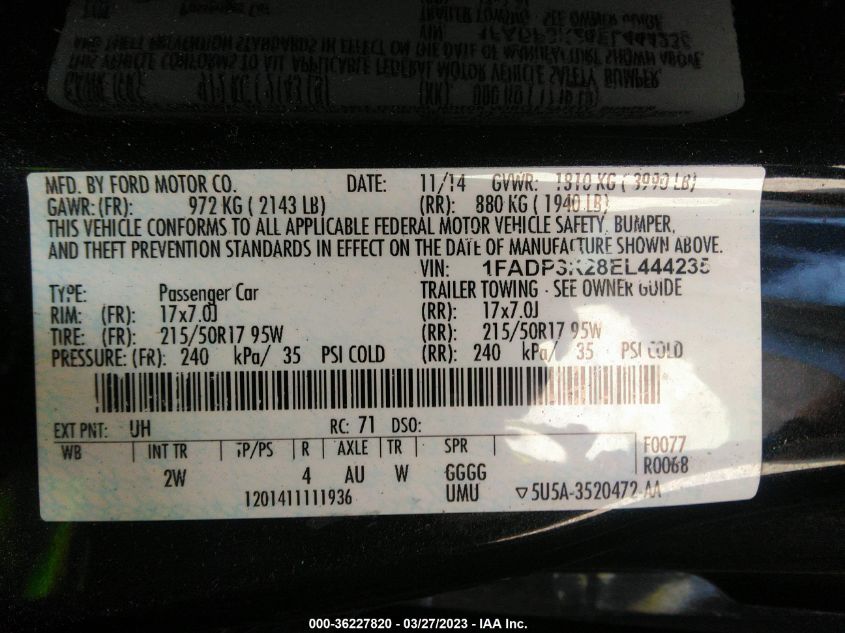 MFD. BY FORD MOTOR CO. DATE: 11/14 GVWR: 1810 KG ( 3990 LB)
GAWR: (FR): 972 KG ( 2143 LB) (RR): 880 KG ( 1940 LB)
THIS VEHICLE CONFORMS TO ALL APPLICABLE FEDERAL MOTOR VEHICLE SAFETY, BUMPER,
AND THEFT PREVENTION STANDARDS IN EFFECT ON THE DATE OF MANUFACTURE SHOWN ABOVE.
VIN: 1FADP3K28EL444235
TYPE: Passenger Car TRAILER TOWING - SEE OWNER GUIDE
RIM: (FR): 17x7.0J (RR): 17x7.0J
TIRE: (FR): 215/50R17 95W (RR): 215/50R17 95W
PRESSURE: (FR): 240 kPa/ 35 PSI COLD (RR): 240 kPa/ 35 PSI COLD
EXT PNT: UH RC: 71 DSO:
WB INT TR TP/PS R AXLE TR SPR F0077
2W 4 AU W GGGG R0068
1201411111936 UMU ▽5U5A-3520472-AA
000-36227820 - 03/27/2023 - IAA Inc.